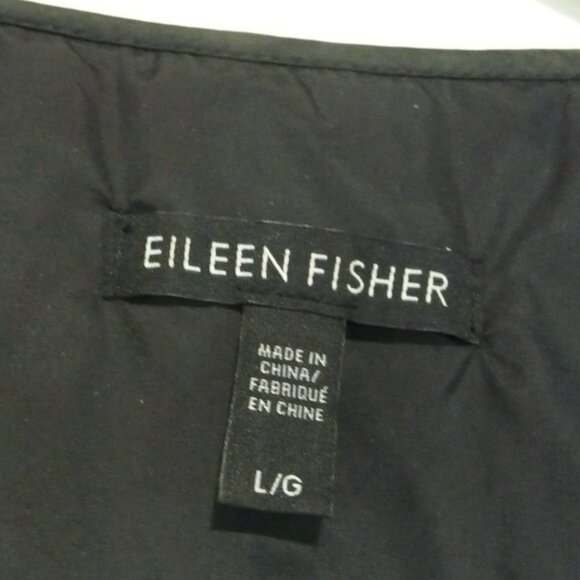 EILEEN FISHER
MADE IN
CHINA/
FABRIQUÉ
EN CHINE
L/G